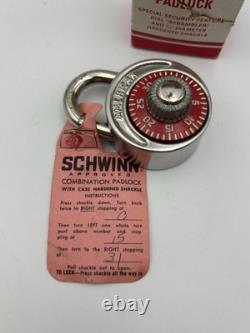 PADLOCK
SPECIAL SECURITY FEATURE
DIAL "SCRAMBLER"
DIAMETER
HARDENED SHACKLE
AMERICAN
SCHWINN
APPROVED
COMBINATION PADLOCK
WITH CASE HARDENED SHACKLE
INSTRUCTIONS
Press shackle down, Turn knob
twice to RIGHT stopping at
Then turn LEFT one whole turn
past above number and stop-
ping at 15
Then turn to the RIGHT stopping
at 31
Pull shackle out to open.
TO LOCK—Press shackle all the way in